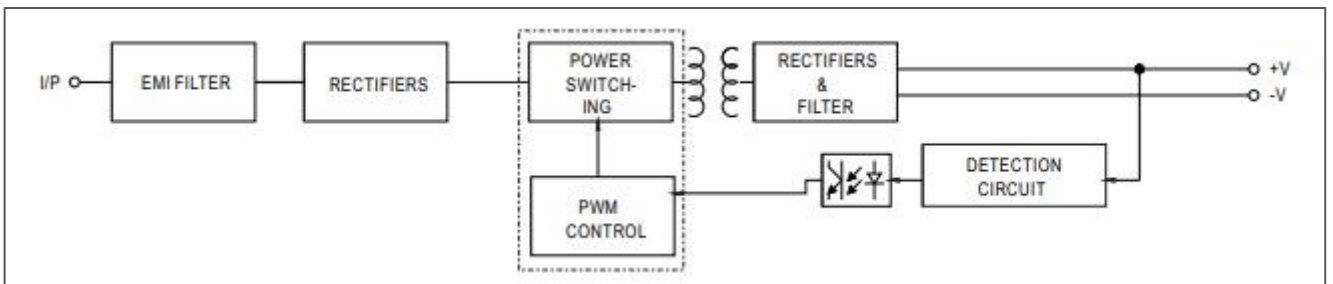 I/P
EMI FILTER
RECTIFIERS
POWER
SWITCH-
ING
RECTIFIERS
&
FILTER
+V
-V
PWM
CONTROL
DETECTION
CIRCUIT